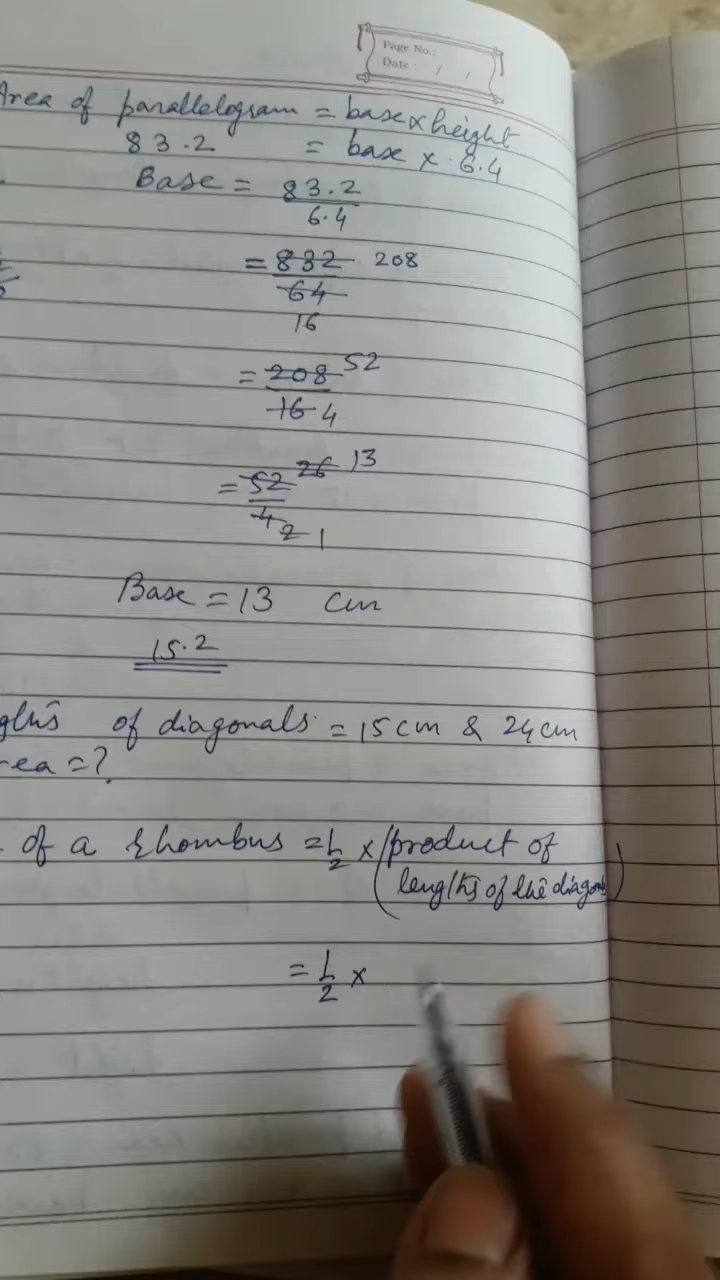 Page No.:
Date : / /
Area of parallelogram = base x height
83.2 = base x 6.4
Base = 83.2
6.4
= 832 208
64
16
= 208 52
16 4
= 52 26 13
4 2 1
Base = 13 cm
15.2
of diagonals = 15 cm & 24 cm
= ?
of a rhombus = 1/2 x (product of
lengths of the diagonals)
= 1/2 x